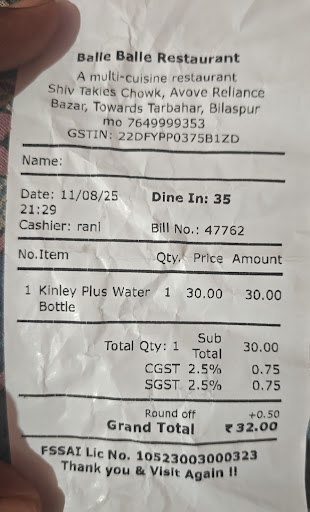 Balle Balle Restaurant
A multi-cuisine restaurant
Shiv Takies Chowk, Avove Reliance
Bazar, Towards Tarbahar, Bilaspur
mo 7649999353
GSTIN: 22DFYPP0375B1ZD
Name:
Date: 11/08/25 Dine In: 35
21:29
Cashier: rani Bill No.: 47762
No.Item Qty. Price Amount
1 Kinley Plus Water 1 30.00 30.00
Bottle
Total Qty: 1 Sub Total 30.00
CGST 2.5% 0.75
SGST 2.5% 0.75
Round off +0.50
Grand Total ₹32.00
FSSAI Lic No. 10523003000323
Thank you & Visit Again !!